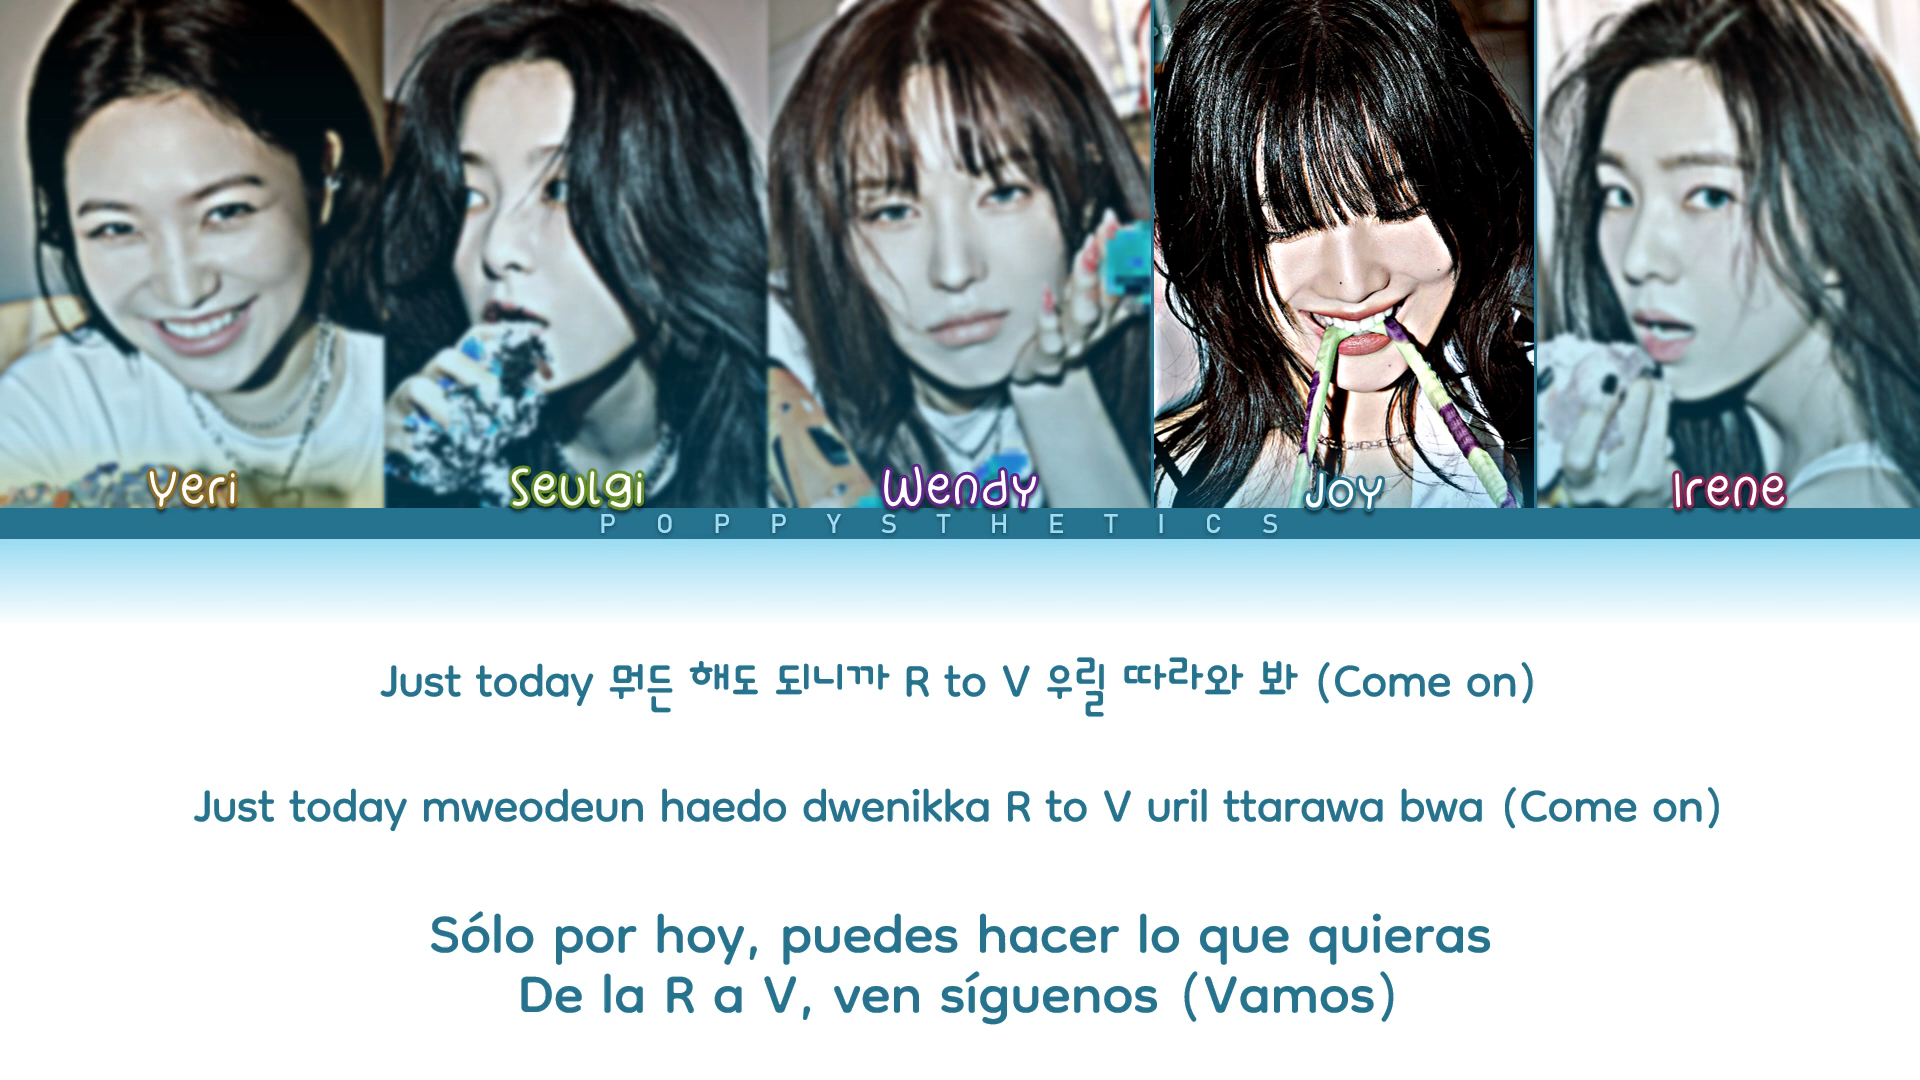 Yeri
Seulgi
Wendy
Joy
Irene
POPPYSTHETICS
Just today 뭐든 해도 되니까 R to V 우릴 따라와 봐 (Come on)
Just today mweodeun haedo dwenikka R to V uril ttarawa bwa (Come on)
Sólo por hoy, puedes hacer lo que quieras
De la R a V, ven síguenos (Vamos)